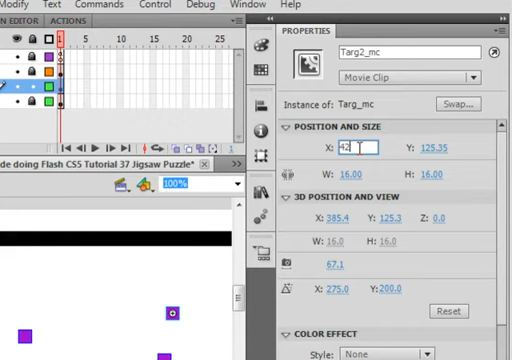 Modify Text Commands Control Debug Window Help
N EDITOR ACTIONS
1 5 10 15 20 25
de doing Flash CS5 Tutorial 37 Jigsaw Puzzle*
100%
PROPERTIES
Targ2_mc
Movie Clip
Instance of: Targ_mc Swap...
POSITION AND SIZE
X: 42 Y: 125.35
W: 16.00 H: 16.00
3D POSITION AND VIEW
X: 385.4 Y: 125.3 Z: 0.0
W: 16.0 H: 16.0
67.1
X: 275.0 Y: 200.0
Reset
COLOR EFFECT
Style: None